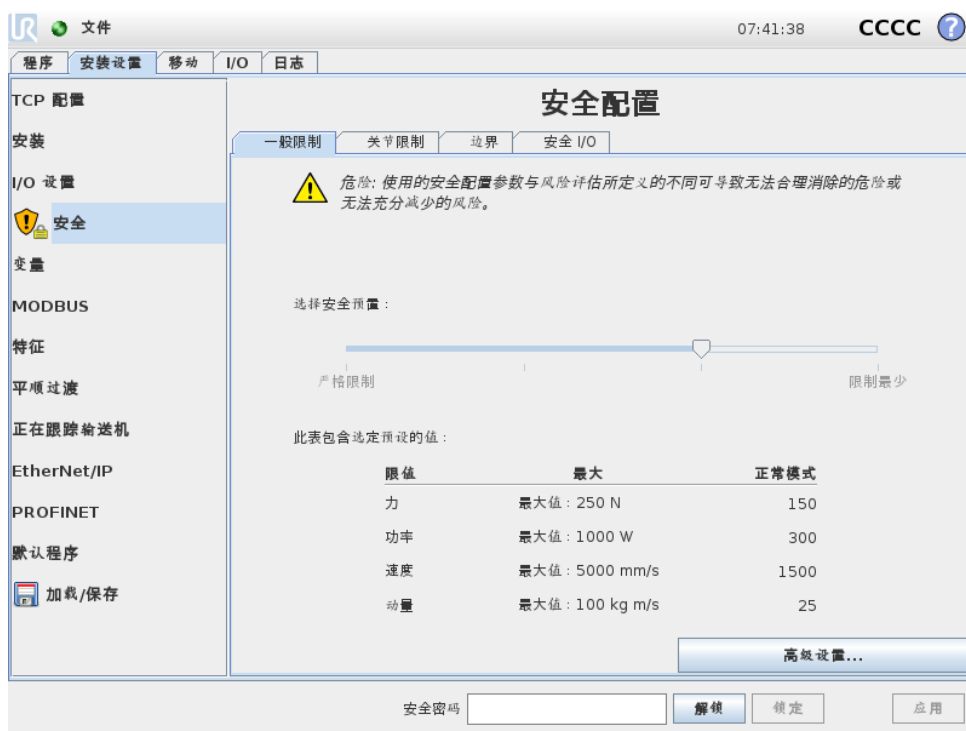 UR 文件 07:41:38 CCCC ?
程序 安装设置 移动 I/O 日志
TCP 配置
安装
I/O 设置
安全
变量
MODBUS
特征
平顺过渡
正在跟踪输送机
EtherNet/IP
PROFINET
默认程序
加载/保存
安全配置
一般限制 关节限制 边界 安全 I/O
危险: 使用的安全配置参数与风险评估所定义的不同可导致无法合理消除的危险或
无法充分减少的风险。
选择安全预置：
严格限制 限制最少
此表包含选定预设的值：
限值 最大 正常模式
力 最大值：250 N 150
功率 最大值：1000 W 300
速度 最大值：5000 mm/s 1500
动量 最大值：100 kg m/s 25
高级设置...
安全密码 解锁 锁定 应用